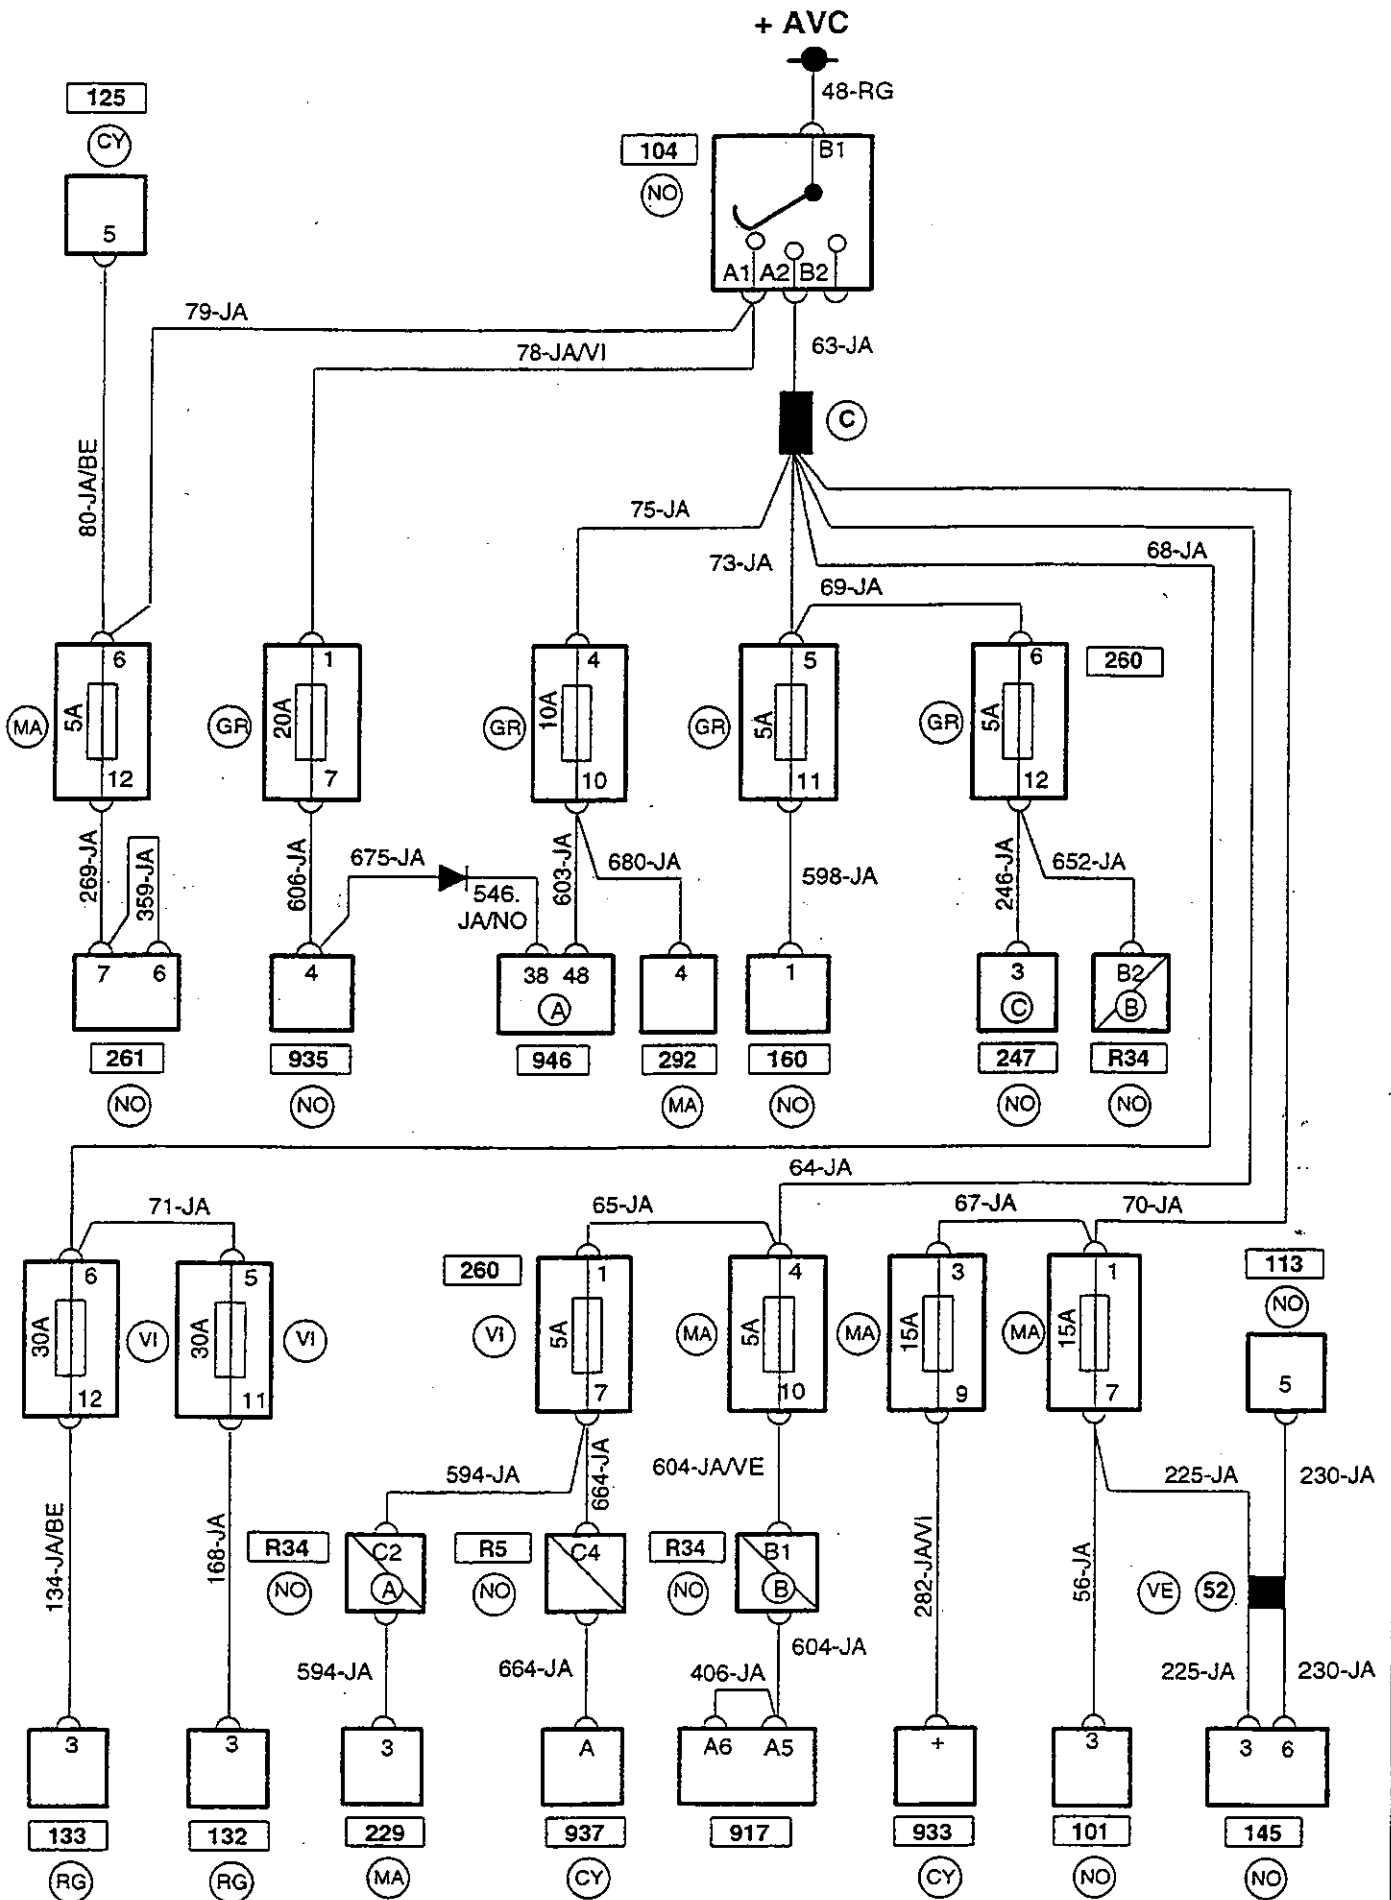 + AVC
48-RG
125
CY
5
104
NO
B1
A1 A2 B2
79-JA
78-JA/VI
63-JA
C
80-JA/BE
75-JA
73-JA
68-JA
69-JA
6
5A
12
MA
1
20A
7
GR
4
10A
10
GR
5
5A
11
GR
6
5A
12
GR
260
269-JA
359-JA
606-JA
675-JA
546.
JA/NO
603-JA
680-JA
598-JA
246-JA
652-JA
7 6
4
38 48
A
4
1
3
C
B2
B
261
935
946
292
160
247
R34
NO
NO
MA
NO
NO
NO
64-JA
71-JA
65-JA
67-JA
70-JA
6
30A
12
VI
5
30A
11
VI
260
VI
1
5A
7
MA
4
5A
10
MA
3
15A
9
MA
1
15A
7
113
NO
5
134-JA/BE
168-JA
594-JA
664-JA
604-JA/VE
282-JA/VI
56-JA
225-JA
230-JA
R34
NO
C2
A
R5
NO
C4
R34
NO
B1
B
VE
52
594-JA
664-JA
406-JA
604-JA
225-JA
230-JA
3
3
3
A
A6 A5
+
3
3 6
133
132
229
937
917
933
101
145
RG
RG
MA
CY
CY
NO
NO